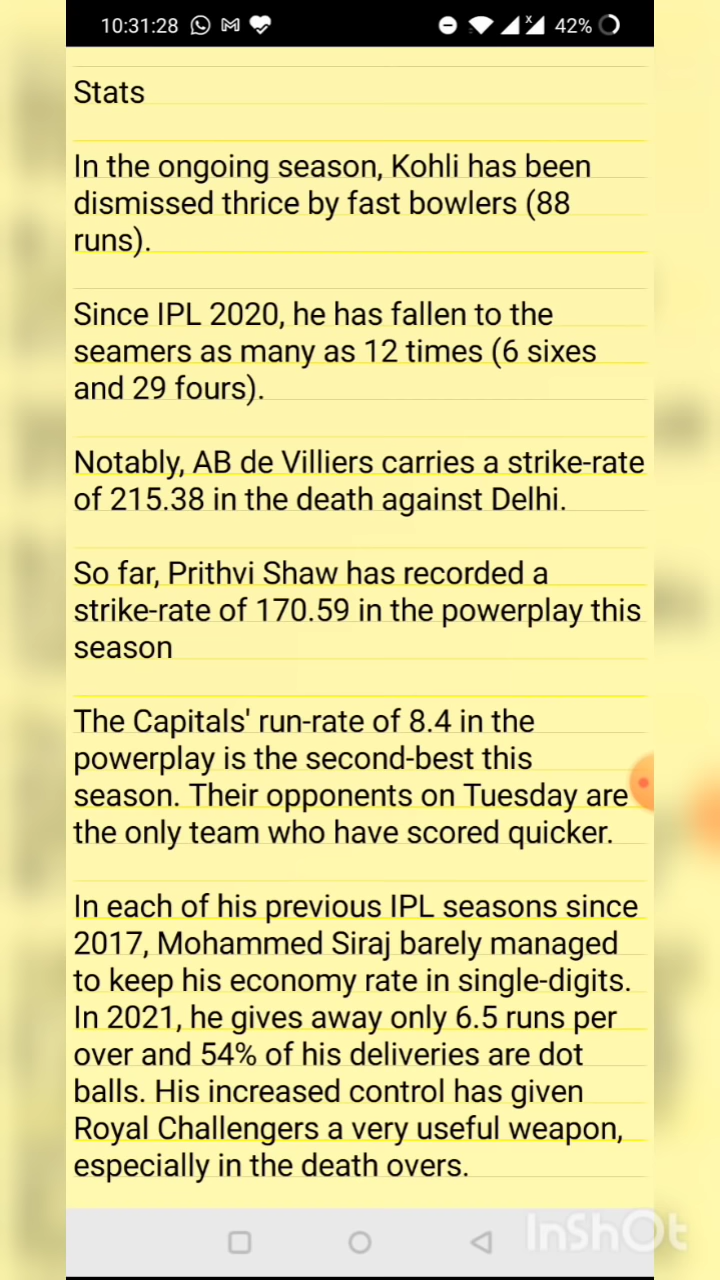 10:31:28
42%
Stats
In the ongoing season, Kohli has been
dismissed thrice by fast bowlers (88
runs).
Since IPL 2020, he has fallen to the
seamers as many as 12 times (6 sixes
and 29 fours).
Notably, AB de Villiers carries a strike-rate
of 215.38 in the death against Delhi.
So far, Prithvi Shaw has recorded a
strike-rate of 170.59 in the powerplay this
season
The Capitals' run-rate of 8.4 in the
powerplay is the second-best this
season. Their opponents on Tuesday are
the only team who have scored quicker.
In each of his previous IPL seasons since
2017, Mohammed Siraj barely managed
to keep his economy rate in single-digits.
In 2021, he gives away only 6.5 runs per
over and 54% of his deliveries are dot
balls. His increased control has given
Royal Challengers a very useful weapon,
especially in the death overs.
InShOt